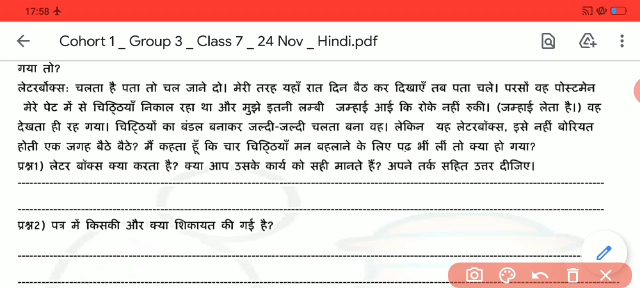 17:58
Cohort 1 _ Group 3 _ Class 7 _ 24 Nov _ Hindi.pdf
गया तो?
लेटरबॉक्स: चलता है पता तो चल जाने दो। मेरी तरह यहाँ रात दिन बैठ कर दिखाएँ तब पता चले। परसों वह पोस्टमेन
मेरे पेट में से चिट्ठियाँ निकाल रहा था और मुझे इतनी लम्बी जम्हाई आई कि रोके नहीं रुकी। (जम्हाई लेता है।) वह
देखता ही रह गया। चिट्ठियों का बंडल बनाकर जल्दी-जल्दी चलता बना वह। लेकिन यह लेटरबॉक्स, इसे नहीं बोरियत
होती एक जगह बैठे बैठे? मैं कहता हूँ कि चार चिट्ठियाँ मन बहलाने के लिए पढ़ भी लीं तो क्या हो गया?
प्रश्न1) लेटर बॉक्स क्या करता है? क्या आप उसके कार्य को सही मानते हैं? अपने तर्क सहित उत्तर दीजिए।
प्रश्न2) पत्र में किसकी और क्या शिकायत की गई है?